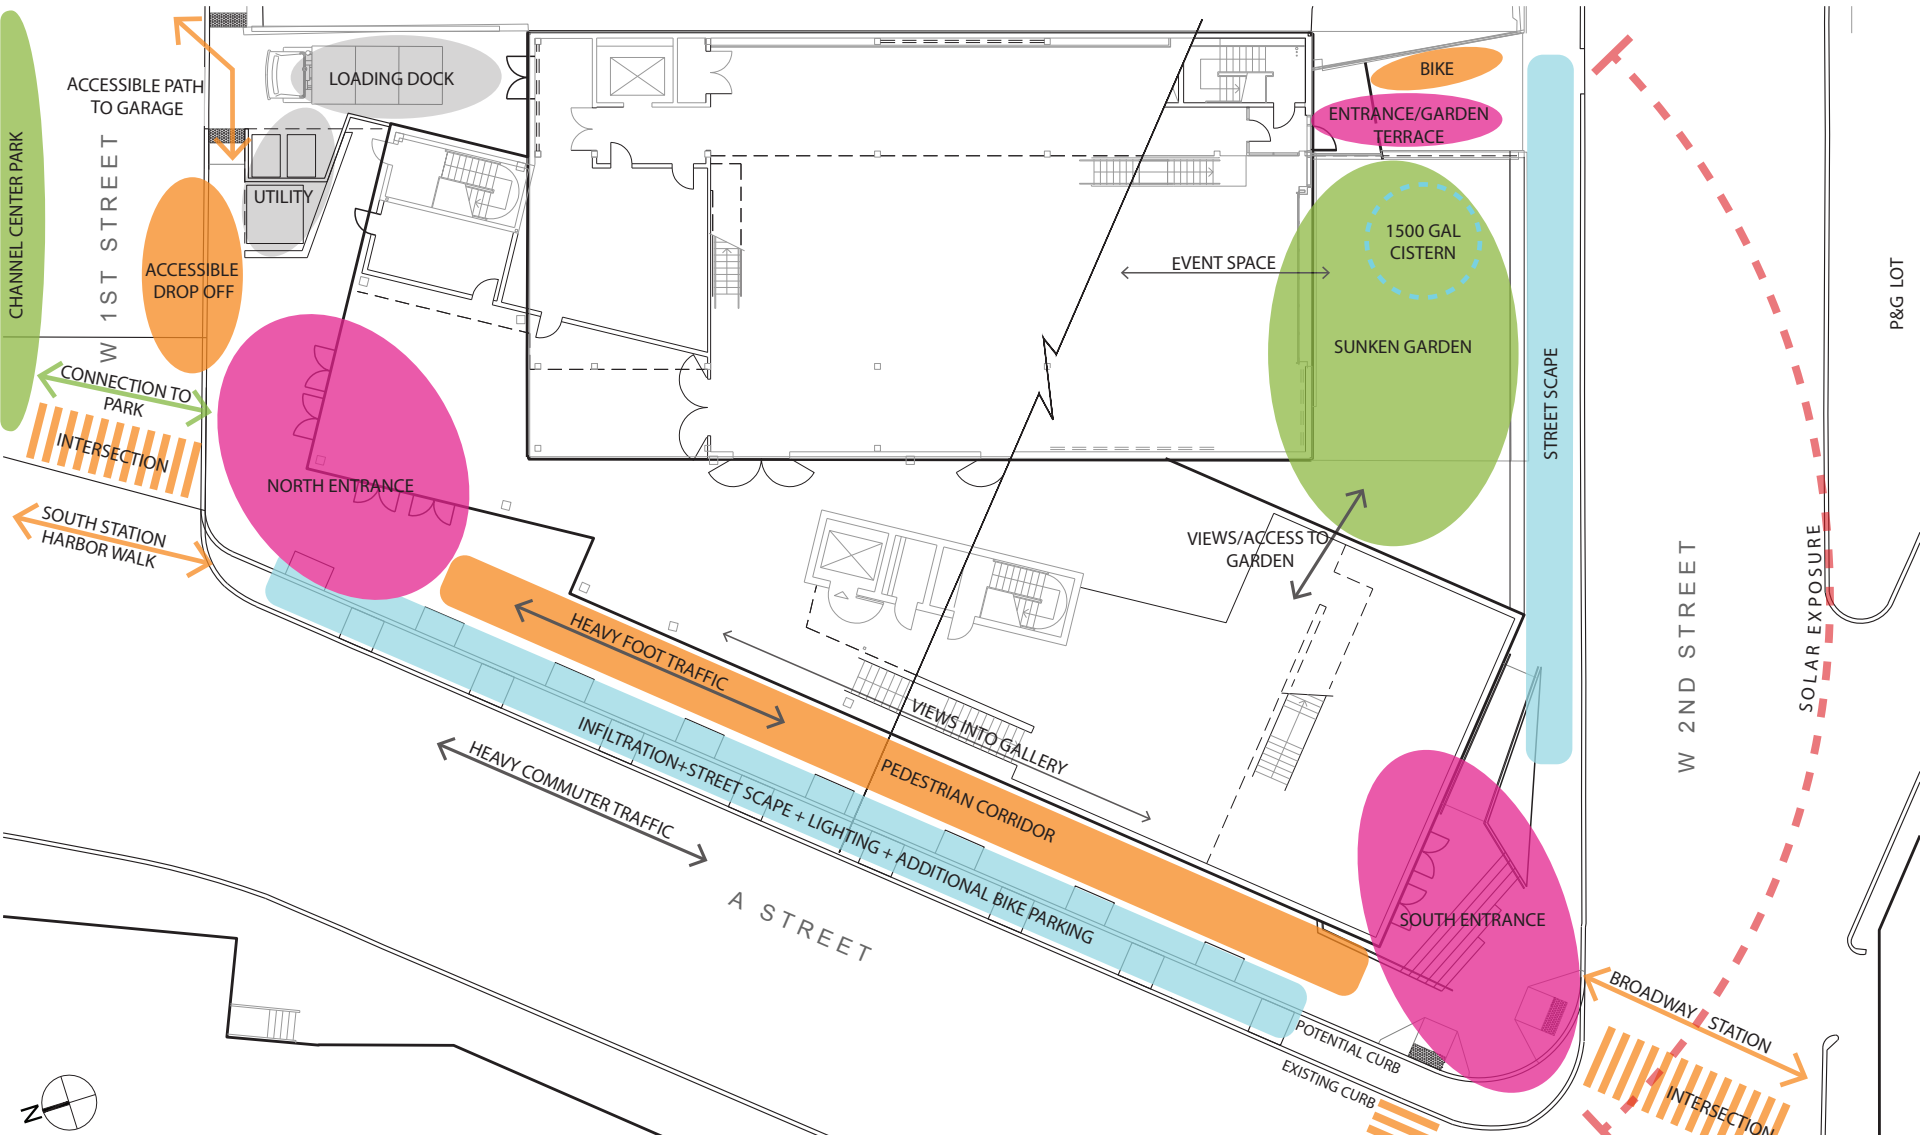 LOADING DOCK
BIKE
ACCESSIBLE PATH
TO GARAGE
ENTRANCE/GARDEN
TERRACE
CHANNEL CENTER PARK
W 1ST STREET
UTILITY
1500 GAL
CISTERN
EVENT SPACE
ACCESSIBLE
DROP OFF
P&G LOT
SUNKEN GARDEN
STREET SCAPE
CONNECTION TO
PARK
INTERSECTION
NORTH ENTRANCE
SOUTH STATION
HARBOR WALK
VIEWS/ACCESS TO
GARDEN
W 2ND STREET
SOLAR EXPOSURE
HEAVY FOOT TRAFFIC
VIEWS INTO GALLERY
INFILTRATION+STREET SCAPE + LIGHTING + ADDITIONAL BIKE PARKING
PEDESTRIAN CORRIDOR
HEAVY COMMUTER TRAFFIC
A STREET
SOUTH ENTRANCE
BROADWAY STATION
POTENTIAL CURB
EXISTING CURB
INTERSECTION
N